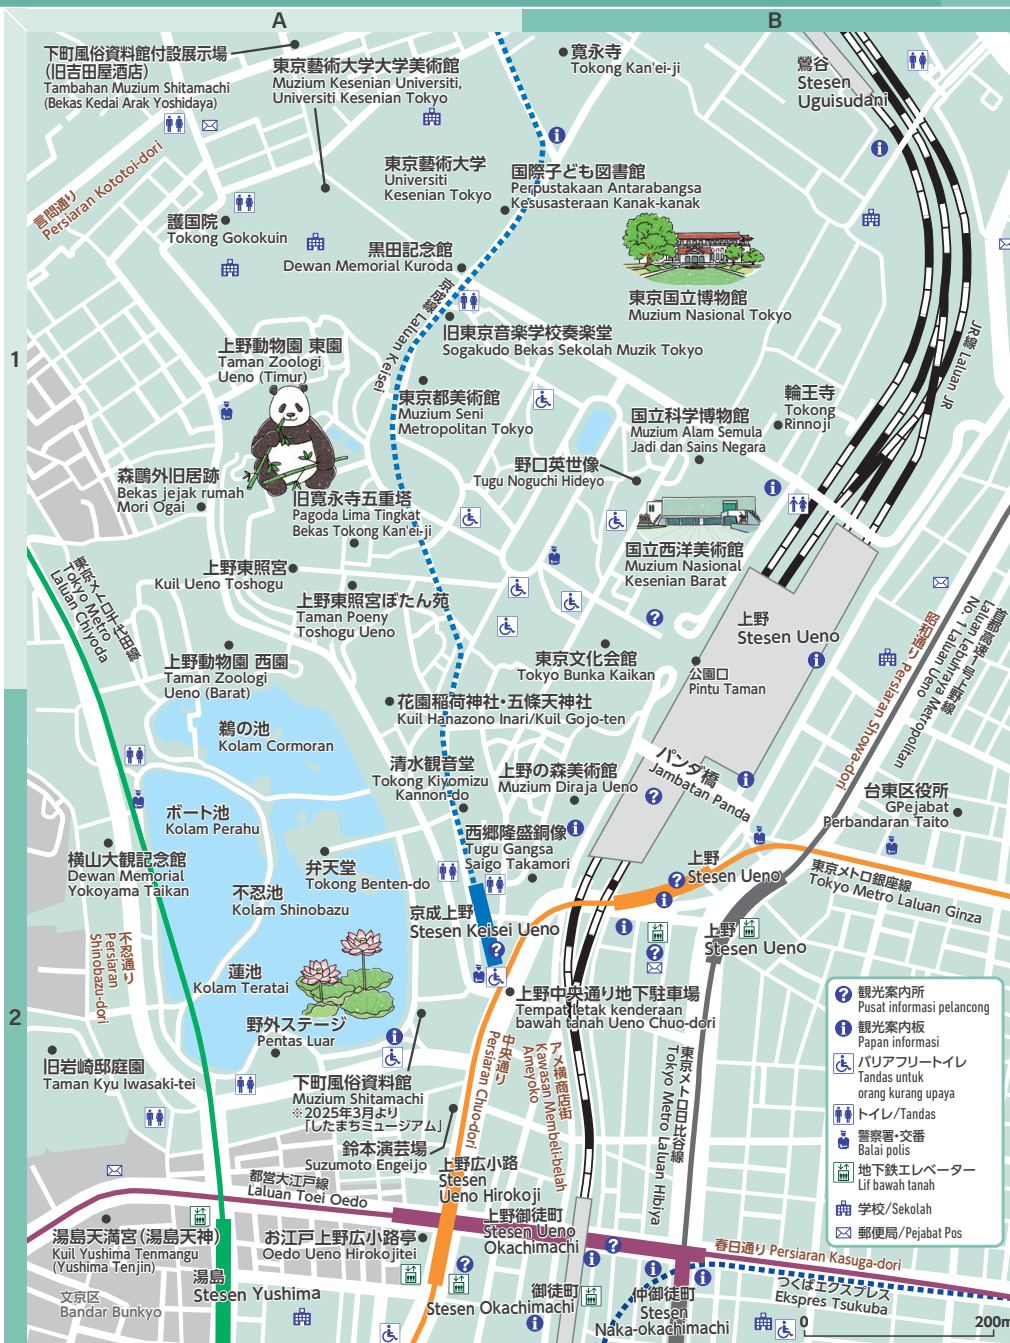 A
B
1
2
下町風俗資料館付設展示場
(旧吉田屋酒店)
Tambahan Muzium Shitamachi
(Bekas Kedai Arak Yoshidaya)
東京藝術大学大学美術館
Muzium Kesenian Universiti,
Universiti Kesenian Tokyo
寛永寺
Tokong Kan'ei-ji
鶯谷
Stesen
Uguisudani
言問通り
Persiaran Kototoi-dori
東京藝術大学
Universiti
Kesenian Tokyo
国際子ども図書館
Perpustakaan Antarabangsa
Kesusasteraan Kanak-kanak
護国院
Tokong Gokokuin
黒田記念館
Dewan Memorial Kuroda
東京国立博物館
Muzium Nasional Tokyo
京成線 Laluan Keisei
旧東京音楽学校奏楽堂
Sogakudo Bekas Sekolah Muzik Tokyo
JR線 Laluan JR
上野動物園 東園
Taman Zoologi
Ueno (Timur)
東京都美術館
Muzium Seni
Metropolitan Tokyo
国立科学博物館
Muzium Alam Semula
Jadi dan Sains Negara
輪王寺
Tokong
Rinnoji
野口英世像
Tugu Noguchi Hideyo
森鷗外旧居跡
Bekas jejak rumah
Mori Ogai
旧寛永寺五重塔
Pagoda Lima Tingkat
Bekas Tokong Kan'ei-ji
国立西洋美術館
Muzium Nasional
Kesenian Barat
上野東照宮
Kuil Ueno Toshogu
上野東照宮ぼたん苑
Taman Poeny
Toshogu Ueno
東京メトロ千代田線
Tokyo Metro
Laluan Chiyoda
上野
Stesen Ueno
上野動物園 西園
Taman Zoologi
Ueno (Barat)
東京文化会館
Tokyo Bunka Kaikan
公園口
Pintu Taman
昭和通り Persiaran Showa-dori
首都高速1号上野線
Laluan Lebuhraya Metropolitan
No. 1 Laluan Ueno
花園稲荷神社・五條天神社
Kuil Hanazono Inari/Kuil Gojo-ten
鵜の池
Kolam Cormoran
清水観音堂
Tokong Kiyomizu
Kannon-do
上野の森美術館
Muzium Diraja Ueno
パンダ橋
Jambatan Panda
台東区役所
GPejabat
Perbandaran Taito
ボート池
Kolam Perahu
西郷隆盛銅像
Tugu Gangsa
Saigo Takamori
横山大観記念館
Dewan Memorial
Yokoyama Taikan
弁天堂
Tokong Benten-do
上野
Stesen Ueno
東京メトロ銀座線
Tokyo Metro Laluan Ginza
不忍池
Kolam Shinobazu
京成上野
Stesen Keisei Ueno
上野
Stesen Ueno
不忍通り
Persiaran
Shinobazu-dori
蓮池
Kolam Teratai
上野中央通り地下駐車場
Tempat letak kenderaan
bawah tanah Ueno Chuo-dori
野外ステージ
Pentas Luar
旧岩崎邸庭園
Taman Kyu Iwasaki-tei
下町風俗資料館
Muzium Shitamachi
※2025年3月より
「したまちミュージアム」
中央通り
Persiaran Chuo-dori
アメ横商店街
Kawasan Membeli-belah
Ameyoko
東京メトロ日比谷線
Tokyo Metro Laluan Hibiya
鈴本演芸場
Suzumoto Engeijo
上野広小路
Stesen
Ueno Hirokoji
都営大江戸線
Laluan Toei Oedo
上野御徒町
Stesen Ueno
Okachimachi
湯島天満宮(湯島天神)
Kuil Yushima Tenmangu
(Yushima Tenjin)
お江戸上野広小路亭
Oedo Ueno Hirokojitei
春日通り Persiaran Kasuga-dori
湯島
Stesen Yushima
御徒町
Stesen Okachimachi
仲御徒町
Stesen
Naka-okachimachi
つくばエクスプレス
Ekspres Tsukuba
文京区
Bandar Bunkyo
観光案内所
Pusat informasi pelancong
観光案内板
Papan informasi
バリアフリートイレ
Tandas untuk
orang kurang upaya
トイレ/Tandas
警察署・交番
Balai polis
地下鉄エレベーター
Lif bawah tanah
学校/Sekolah
郵便局/Pejabat Pos
0
200m